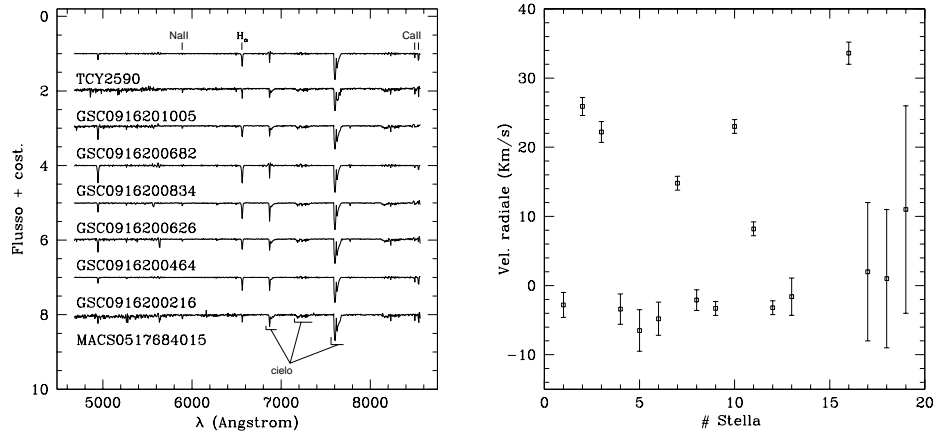 0
2
4
6
8
10
Flusso + cost.
NaII
Hα
CaII
TCY2590
GSC0916201005
GSC0916200682
GSC0916200834
GSC0916200626
GSC0916200464
GSC0916200216
MACS0517684015
cielo
5000 6000 7000 8000
λ (Angstrom)
40
30
20
10
0
−10
Vel. radiale (Km/s)
0 5 10 15 20
# Stella